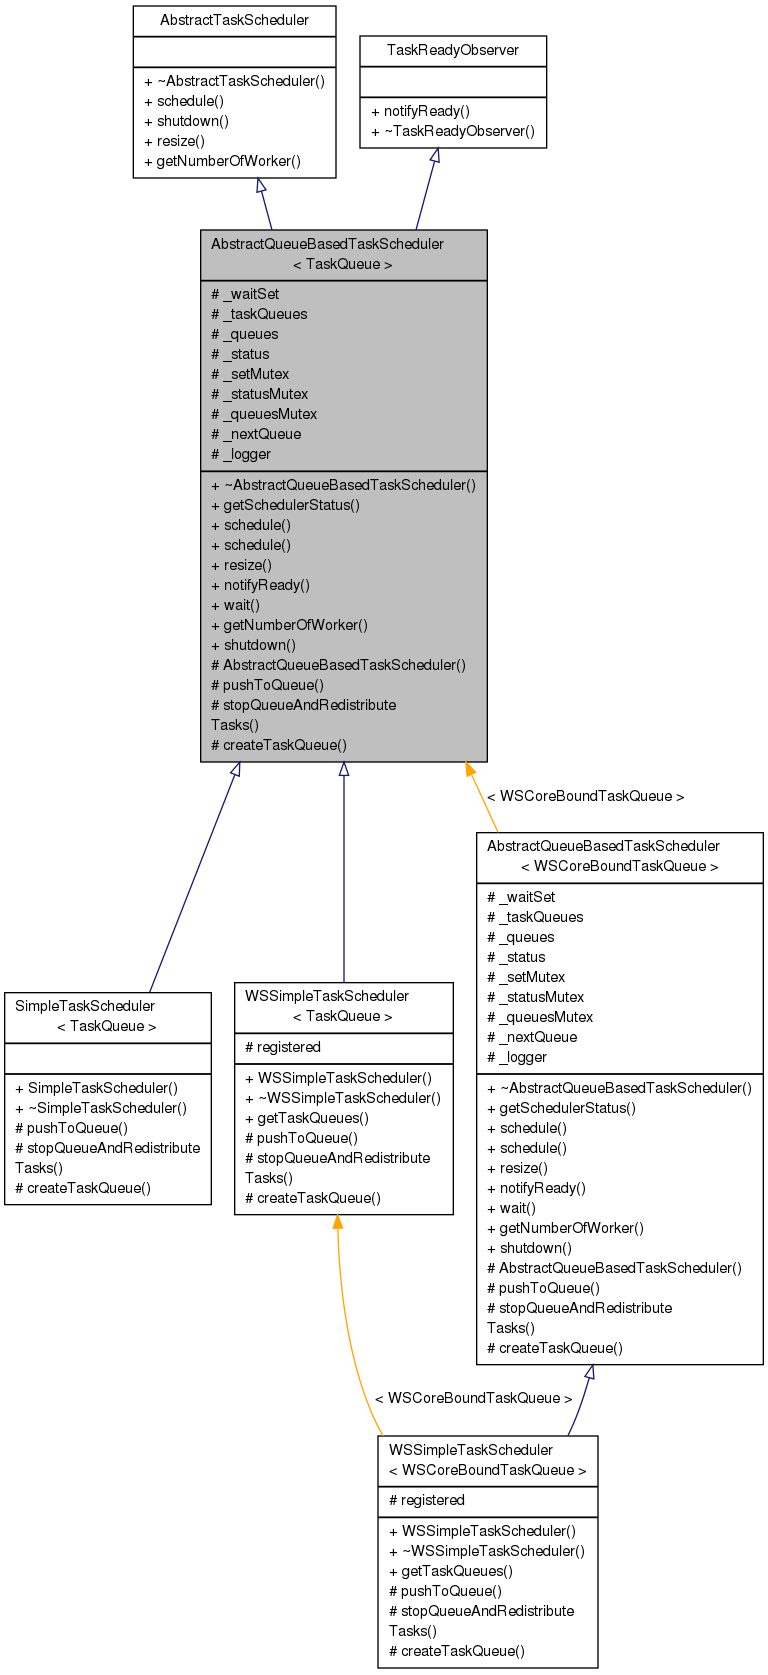 AbstractTaskScheduler
+ ~AbstractTaskScheduler()
+ schedule()
+ shutdown()
+ resize()
+ getNumberOfWorker()
TaskReadyObserver
+ notifyReady()
+ ~TaskReadyObserver()
AbstractQueueBasedTaskScheduler
< TaskQueue >
# _waitSet
# _taskQueues
# _queues
# _status
# _setMutex
# _statusMutex
# _queuesMutex
# _nextQueue
# _logger
+ ~AbstractQueueBasedTaskScheduler()
+ getSchedulerStatus()
+ schedule()
+ schedule()
+ resize()
+ notifyReady()
+ wait()
+ getNumberOfWorker()
+ shutdown()
# AbstractQueueBasedTaskScheduler()
# pushToQueue()
# stopQueueAndRedistribute
Tasks()
# createTaskQueue()
< WSCoreBoundTaskQueue >
SimpleTaskScheduler
< TaskQueue >
+ SimpleTaskScheduler()
+ ~SimpleTaskScheduler()
# pushToQueue()
# stopQueueAndRedistribute
Tasks()
# createTaskQueue()
WSSimpleTaskScheduler
< TaskQueue >
# registered
+ WSSimpleTaskScheduler()
+ ~WSSimpleTaskScheduler()
+ getTaskQueues()
# pushToQueue()
# stopQueueAndRedistribute
Tasks()
# createTaskQueue()
AbstractQueueBasedTaskScheduler
< WSCoreBoundTaskQueue >
# _waitSet
# _taskQueues
# _queues
# _status
# _setMutex
# _statusMutex
# _queuesMutex
# _nextQueue
# _logger
+ ~AbstractQueueBasedTaskScheduler()
+ getSchedulerStatus()
+ schedule()
+ schedule()
+ resize()
+ notifyReady()
+ wait()
+ getNumberOfWorker()
+ shutdown()
# AbstractQueueBasedTaskScheduler()
# pushToQueue()
# stopQueueAndRedistribute
Tasks()
# createTaskQueue()
< WSCoreBoundTaskQueue >
WSSimpleTaskScheduler
< WSCoreBoundTaskQueue >
# registered
+ WSSimpleTaskScheduler()
+ ~WSSimpleTaskScheduler()
+ getTaskQueues()
# pushToQueue()
# stopQueueAndRedistribute
Tasks()
# createTaskQueue()